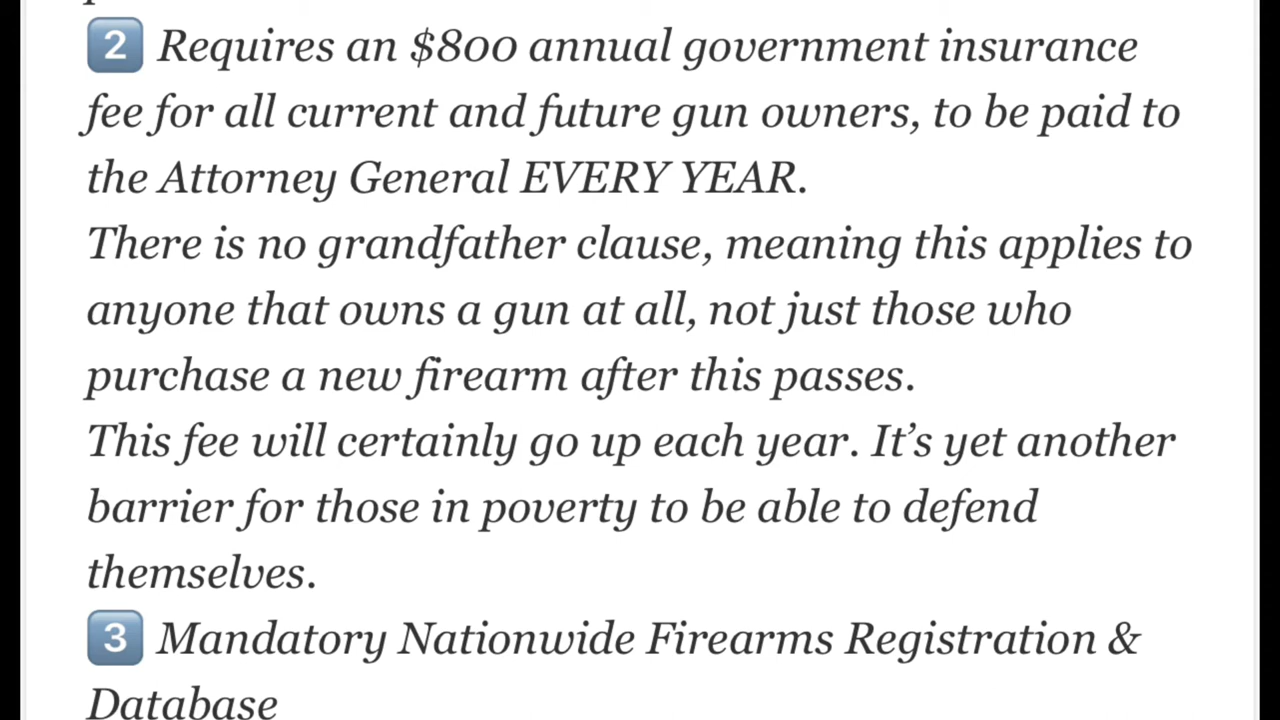 2️⃣ Requires an $800 annual government insurance
fee for all current and future gun owners, to be paid to
the Attorney General EVERY YEAR.
There is no grandfather clause, meaning this applies to
anyone that owns a gun at all, not just those who
purchase a new firearm after this passes.
This fee will certainly go up each year. It’s yet another
barrier for those in poverty to be able to defend
themselves.
3️⃣ Mandatory Nationwide Firearms Registration &
Database